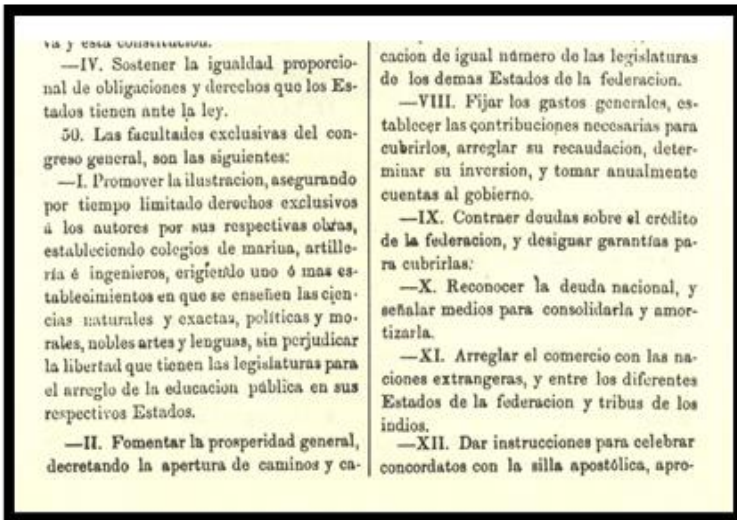 va y esta constitucion.
—IV. Sostener la igualdad proporcio-
nal de obligaciones y derechos que los Es-
tados tienen ante la ley.
50. Las facultades exclusivas del con-
greso general, son las siguientes:
—I. Promover la ilustracion, asegurando
por tiempo limitado derechos exclusivos
á los autores por sus respectivas obras,
estableciendo colegios de marina, artille-
ría é ingenieros, erigiendo uno ó mas es-
tablecimientos en que se enseñen las cien-
cias naturales y exactas, políticas y mo-
rales, nobles artes y lenguas, sin perjudicar
la libertad que tienen las legislaturas para
el arreglo de la educacion pública en sus
respectivos Estados.
—II. Fomentar la prosperidad general,
decretando la apertura de caminos y ca-
cacion de igual número de las legislaturas
de los demas Estados de la federacion.
—VIII. Fijar los gastos generales, es-
tablecer las contribuciones necesarias para
cubrirlos, arreglar su recaudacion, deter-
minar su inversion, y tomar anualmente
cuentas al gobierno.
—IX. Contraer deudas sobre el crédito
de la federacion, y designar garantías pa-
ra cubrirlas:
—X. Reconocer la deuda nacional, y
señalar medios para consolidarla y amor-
tizarla.
—XI. Arreglar el comercio con las na-
ciones extrangeras, y entre los diferentes
Estados de la federacion y tribus de los
indios.
—XII. Dar instrucciones para celebrar
concordatos con la silla apostólica, apro-